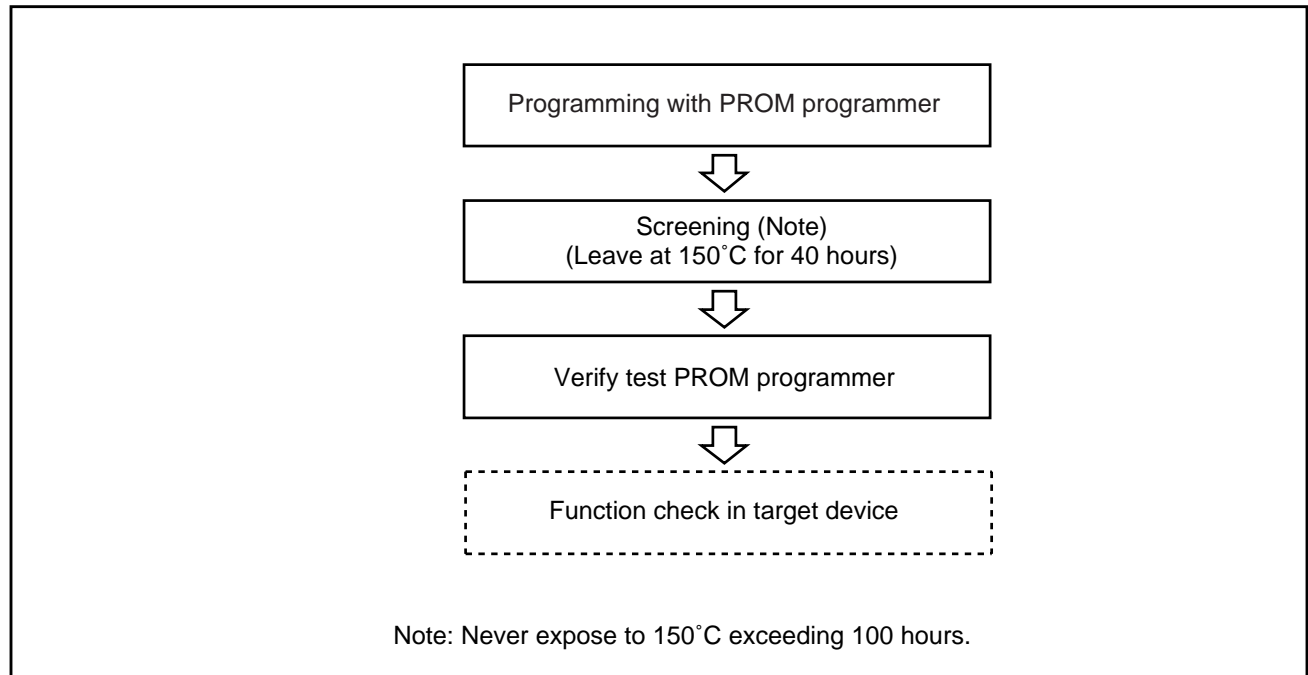 Programming with PROM programmer
Screening (Note)
(Leave at 150˚C for 40 hours)
Verify test PROM programmer
Function check in target device
Note: Never expose to 150˚C exceeding 100 hours.